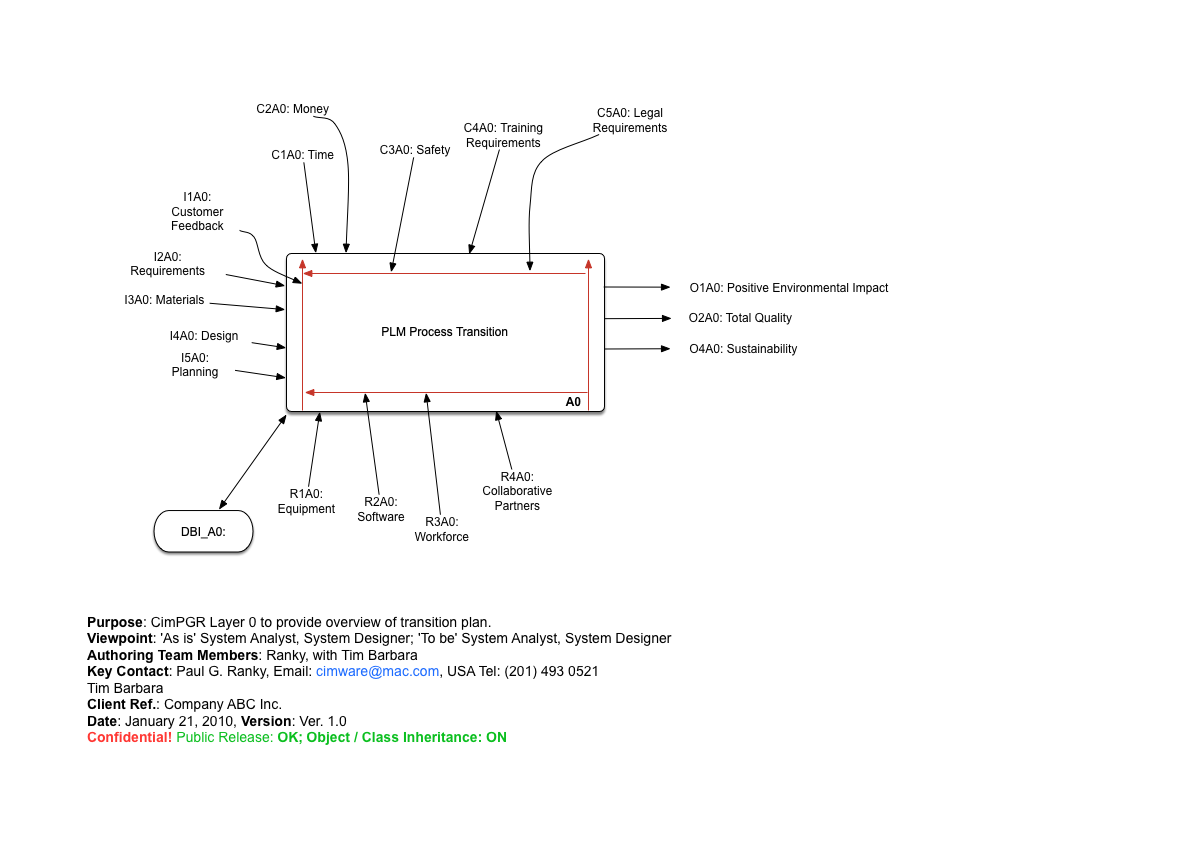 C2A0: Money
C5A0: Legal
Requirements
C4A0: Training
Requirements
C3A0: Safety
C1A0: Time
I1A0:
Customer
Feedback
I2A0:
Requirements
I3A0: Materials
I4A0: Design
I5A0:
Planning
PLM Process Transition
A0
O1A0: Positive Environmental Impact
O2A0: Total Quality
O4A0: Sustainability
R1A0:
Equipment
R2A0:
Software
R3A0:
Workforce
R4A0:
Collaborative
Partners
DBI_A0:
Purpose: CimPGR Layer 0 to provide overview of transition plan.
Viewpoint: 'As is' System Analyst, System Designer; 'To be' System Analyst, System Designer
Authoring Team Members: Ranky, with Tim Barbara
Key Contact: Paul G. Ranky, Email: cimware@mac.com, USA Tel: (201) 493 0521
Tim Barbara
Client Ref.: Company ABC Inc.
Date: January 21, 2010, Version: Ver. 1.0
Confidential! Public Release: OK; Object / Class Inheritance: ON